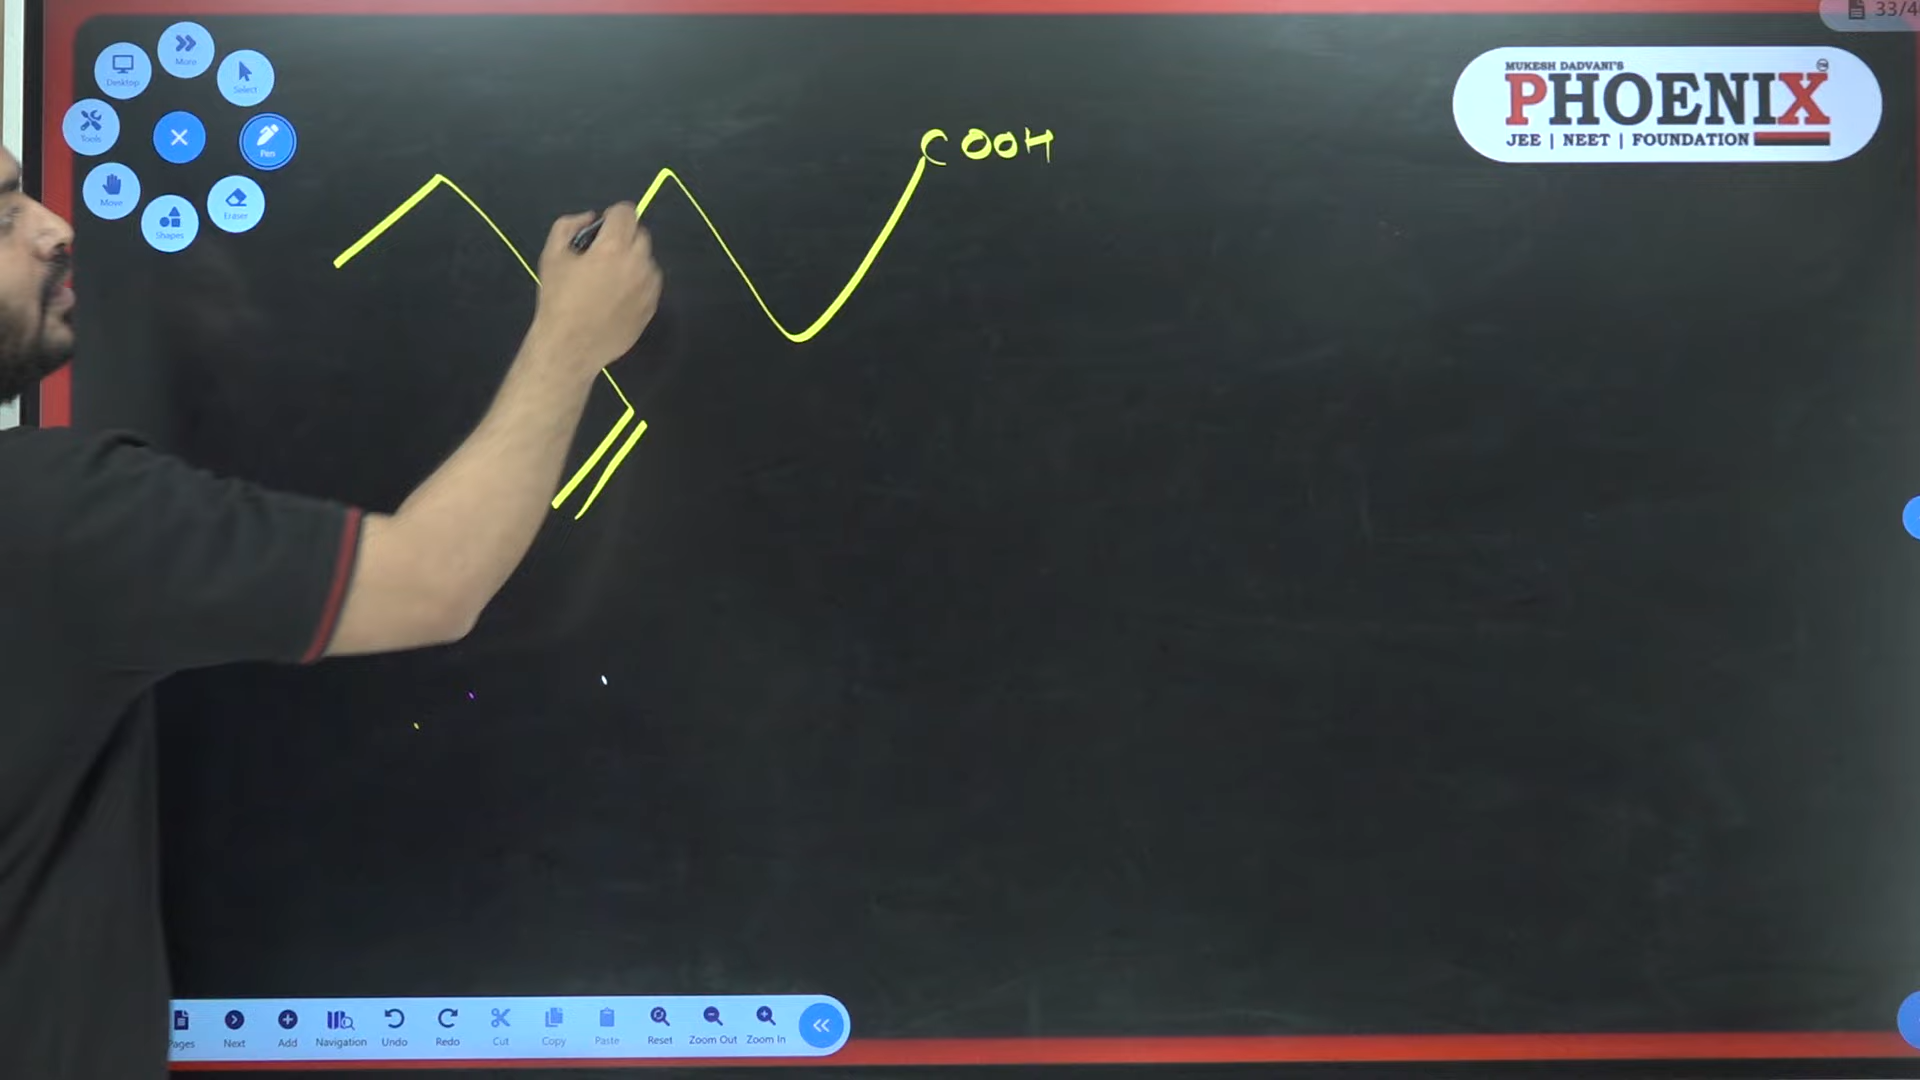 33/4
More
Desktop
Select
Tools
Pen
Move
Eraser
Shapes
COOH
MUKESH DADVANI'S
PHOENIX
JEE | NEET | FOUNDATION
Pages Next Add Navigation Undo Redo Cut Copy Paste Reset Zoom Out Zoom In